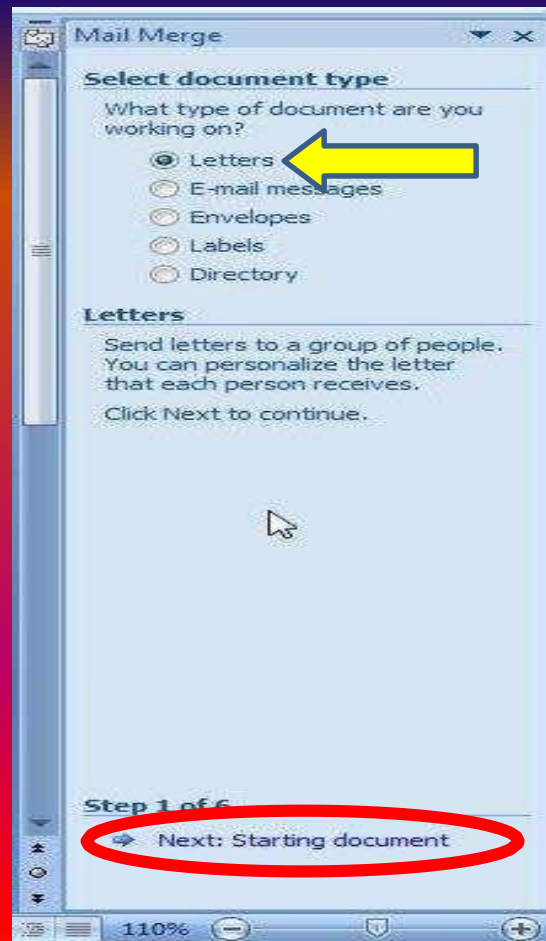 Mail Merge
Select document type
What type of document are you
working on?
Letters
E-mail messages
Envelopes
Labels
Directory
Letters
Send letters to a group of people.
You can personalize the letter
that each person receives.
Click Next to continue.
Step 1 of 6
Next: Starting document
110%